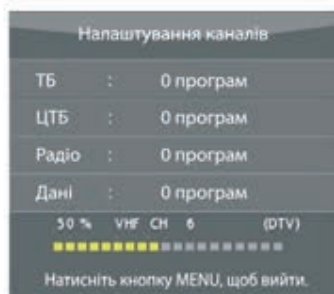 Налаштування каналів
ТБ : 0 програм
ЦТБ : 0 програм
Радіо : 0 програм
Дані : 0 програм
50 % VHF CH 6 (DTV)
Натисніть кнопку MENU, щоб вийти.